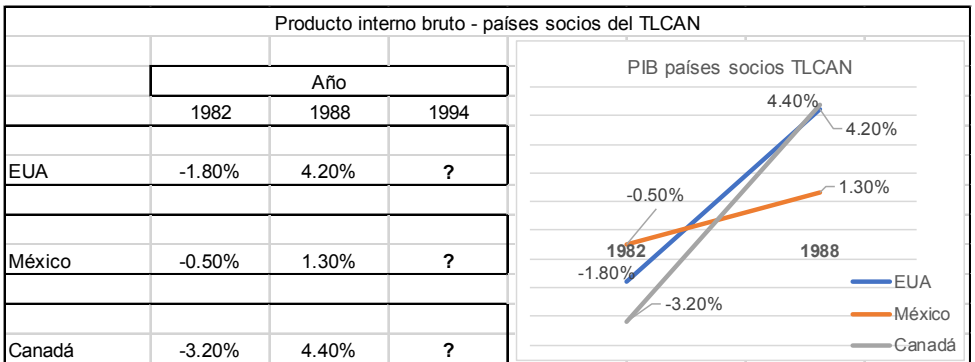 Producto interno bruto - países socios del TLCAN
Año
1982 1988 1994
EUA -1.80% 4.20% ?
México -0.50% 1.30% ?
Canadá -3.20% 4.40% ?
PIB países socios TLCAN
4.40%
4.20%
-0.50%
1.30%
1982 1988
-1.80%
-3.20%
EUA
México
Canadá